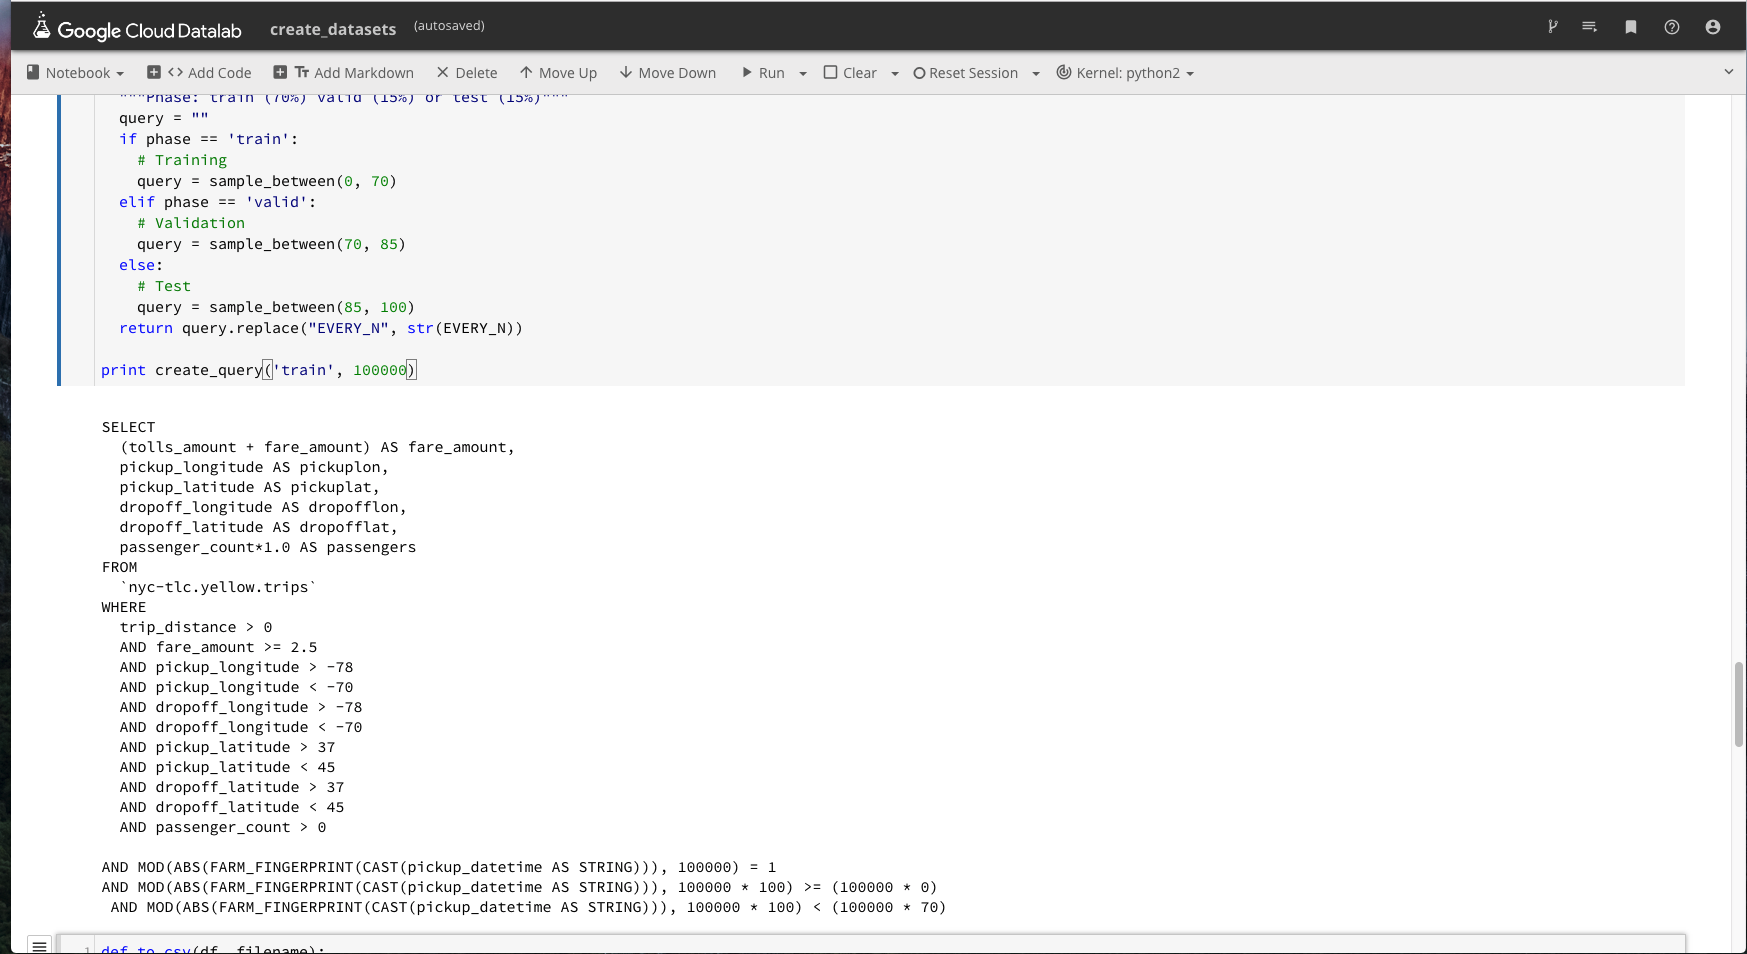 Google Cloud Datalab create_datasets (autosaved)
Notebook Add Code Add Markdown Delete Move Up Move Down Run Clear Reset Session Kernel: python2
"""Phase: train (70%) valid (15%) or test (15%)"""
query = ""
if phase == 'train':
# Training
query = sample_between(0, 70)
elif phase == 'valid':
# Validation
query = sample_between(70, 85)
else:
# Test
query = sample_between(85, 100)
return query.replace("EVERY_N", str(EVERY_N))
print create_query('train', 100000)
SELECT
(tolls_amount + fare_amount) AS fare_amount,
pickup_longitude AS pickuplon,
pickup_latitude AS pickuplat,
dropoff_longitude AS dropofflon,
dropoff_latitude AS dropofflat,
passenger_count*1.0 AS passengers
FROM
`nyc-tlc.yellow.trips`
WHERE
trip_distance > 0
AND fare_amount >= 2.5
AND pickup_longitude > -78
AND pickup_longitude < -70
AND dropoff_longitude > -78
AND dropoff_longitude < -70
AND pickup_latitude > 37
AND pickup_latitude < 45
AND dropoff_latitude > 37
AND dropoff_latitude < 45
AND passenger_count > 0
AND MOD(ABS(FARM_FINGERPRINT(CAST(pickup_datetime AS STRING))), 100000) = 1
AND MOD(ABS(FARM_FINGERPRINT(CAST(pickup_datetime AS STRING))), 100000 * 100) >= (100000 * 0)
AND MOD(ABS(FARM_FINGERPRINT(CAST(pickup_datetime AS STRING))), 100000 * 100) < (100000 * 70)
1 def to_csv(df, filename):